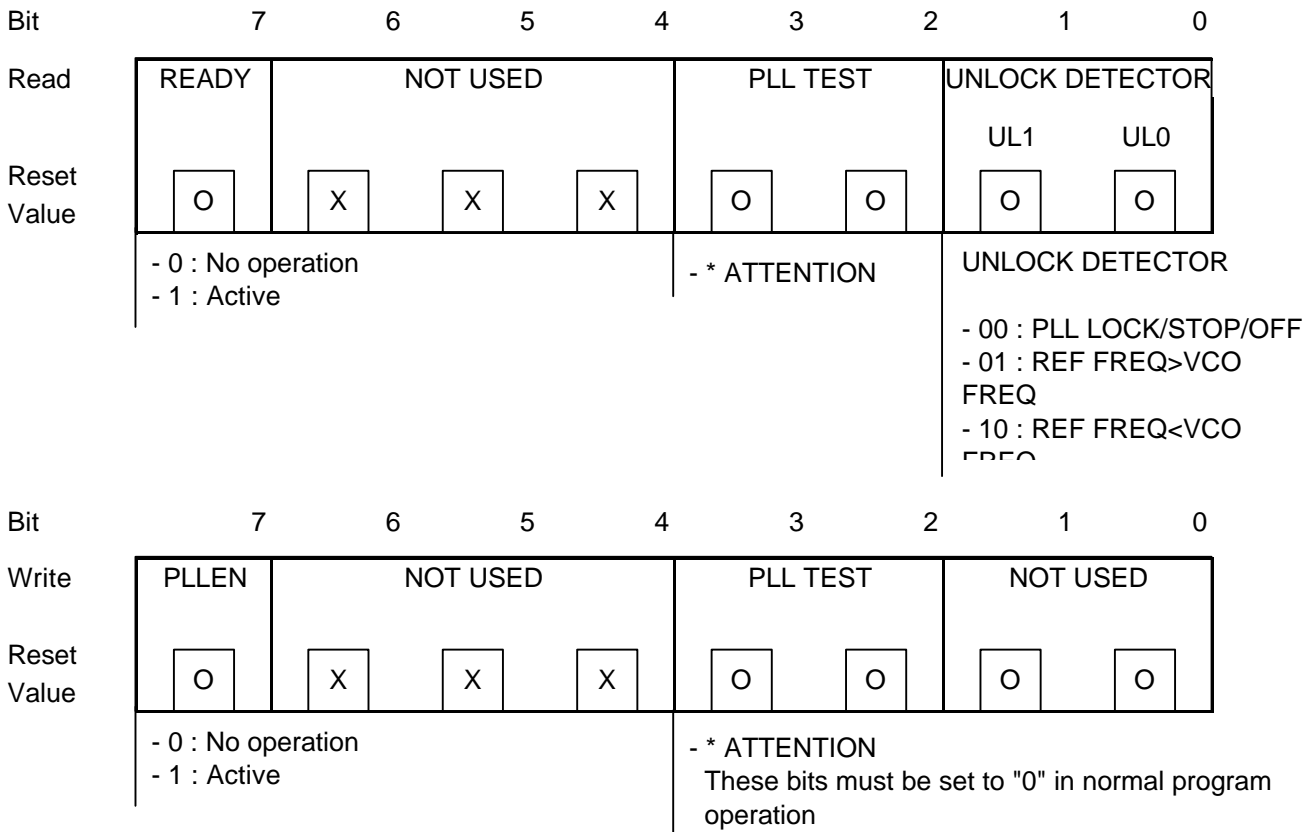 Bit 7 6 5 4 3 2 1 0
Read READY NOT USED PLL TEST UNLOCK DETECTOR
UL1 UL0
Reset
Value O X X X O O O O
- 0 : No operation
- 1 : Active
- * ATTENTION
UNLOCK DETECTOR
- 00 : PLL LOCK/STOP/OFF
- 01 : REF FREQ>VCO
FREQ
- 10 : REF FREQ<VCO
Bit 7 6 5 4 3 2 1 0
Write PLLEN NOT USED PLL TEST NOT USED
Reset
Value O X X X O O O O
- 0 : No operation
- 1 : Active
- * ATTENTION
These bits must be set to "0" in normal program
operation